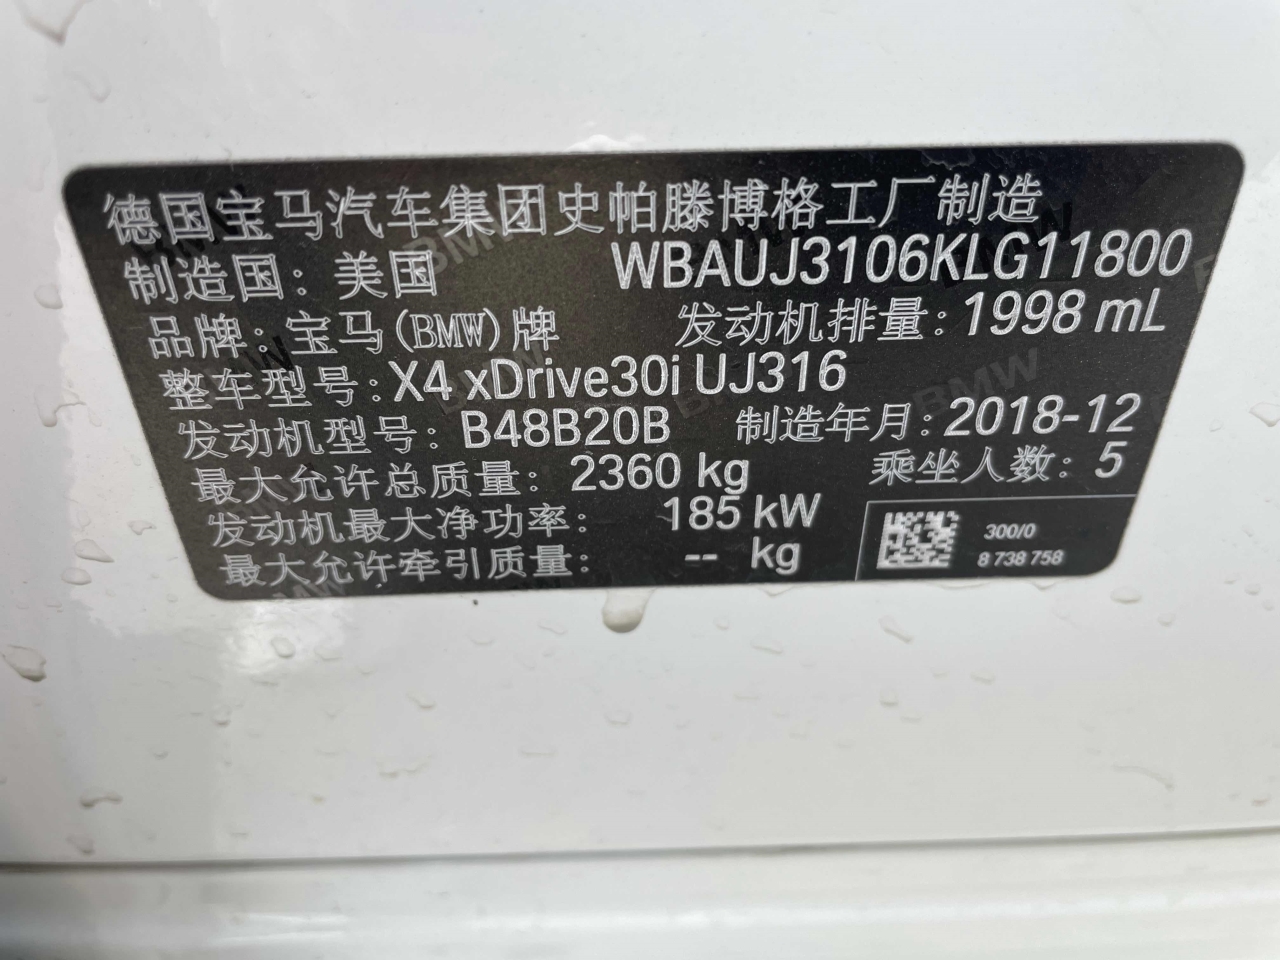 德国宝马汽车集团史帕滕博格工厂制造
制造国: 美国 WBAUJ3106KLG11800
品牌: 宝马(BMW)牌 发动机排量: 1998 mL
整车型号: X4 xDrive30i UJ316
发动机型号: B48B20B 制造年月: 2018-12
最大允许总质量: 2360 kg 乘坐人数: 5
发动机最大净功率: 185 kW
最大允许牵引质量: -- kg
300/0
8 738 758